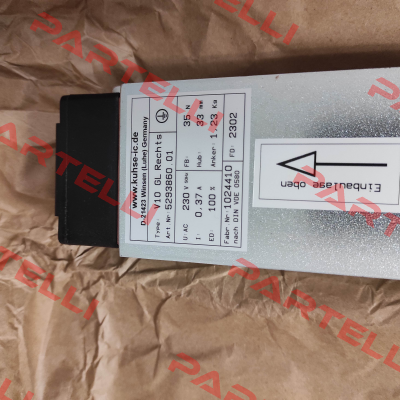 www.kuhse-ic.de
D-21423 Winsen (Luhe) Germany
Type: V10 GL.Rechts
Art.Nr 5293860 01
U:AC 230 V FB: 35 N
I: 0.37 A Hub: 33 mm
ED: 100 % Anker: 1.23 Kg
Fabr Nr-1024410 FD: 2302
nach DIN VDE 0580
Einbaulage oben
PARTELLI
PARTELLI
PARTELLI
PARTELLI
PARTELLI